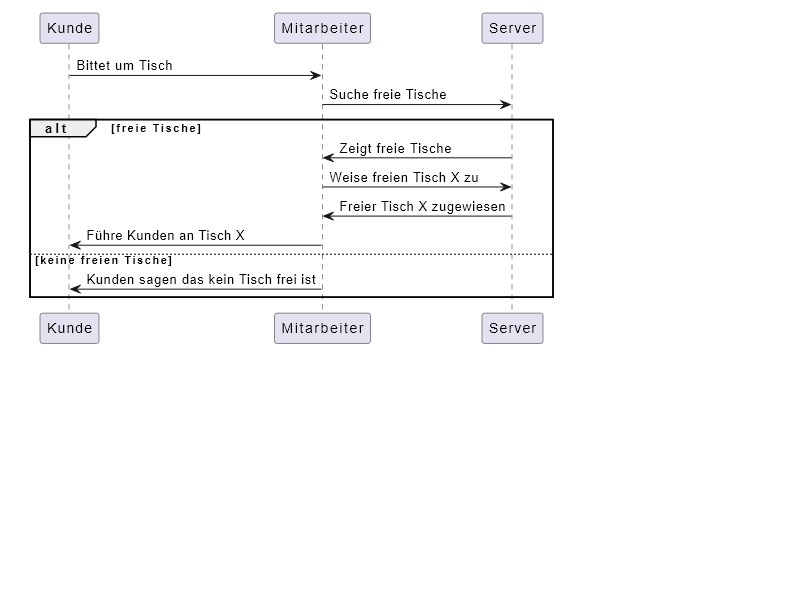 Kunde Mitarbeiter Server
Bittet um Tisch
Suche freie Tische
alt [freie Tische]
Zeigt freie Tische
Weise freien Tisch X zu
Freier Tisch X zugewiesen
Führe Kunden an Tisch X
[keine freien Tische]
Kunden sagen das kein Tisch frei ist
Kunde Mitarbeiter Server